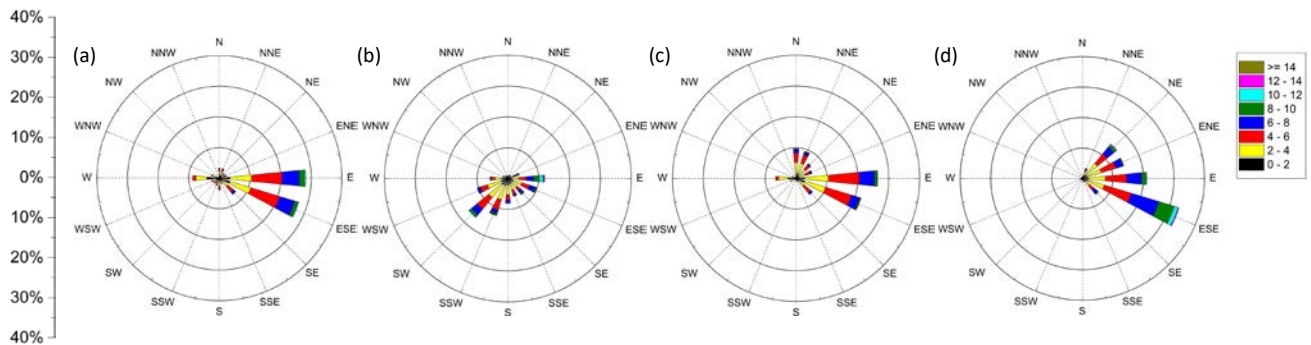 40%
30%
20%
10%
0%
10%
20%
30%
40%
(a)
N
NNE
NE
ENE
E
ESE
SE
SSE
S
SSW
SW
WSW
W
WNW
NW
NNW
(b)
N
NNE
NE
ENE
E
ESE
SE
SSE
S
SSW
SW
WSW
W
WNW
NW
NNW
(c)
N
NNE
NE
ENE
E
ESE
SE
SSE
S
SSW
SW
WSW
W
WNW
NW
NNW
(d)
N
NNE
NE
ENE
E
ESE
SE
SSE
S
SSW
SW
WSW
W
WNW
NW
NNW
>= 14
12 - 14
10 - 12
8 - 10
6 - 8
4 - 6
2 - 4
0 - 2